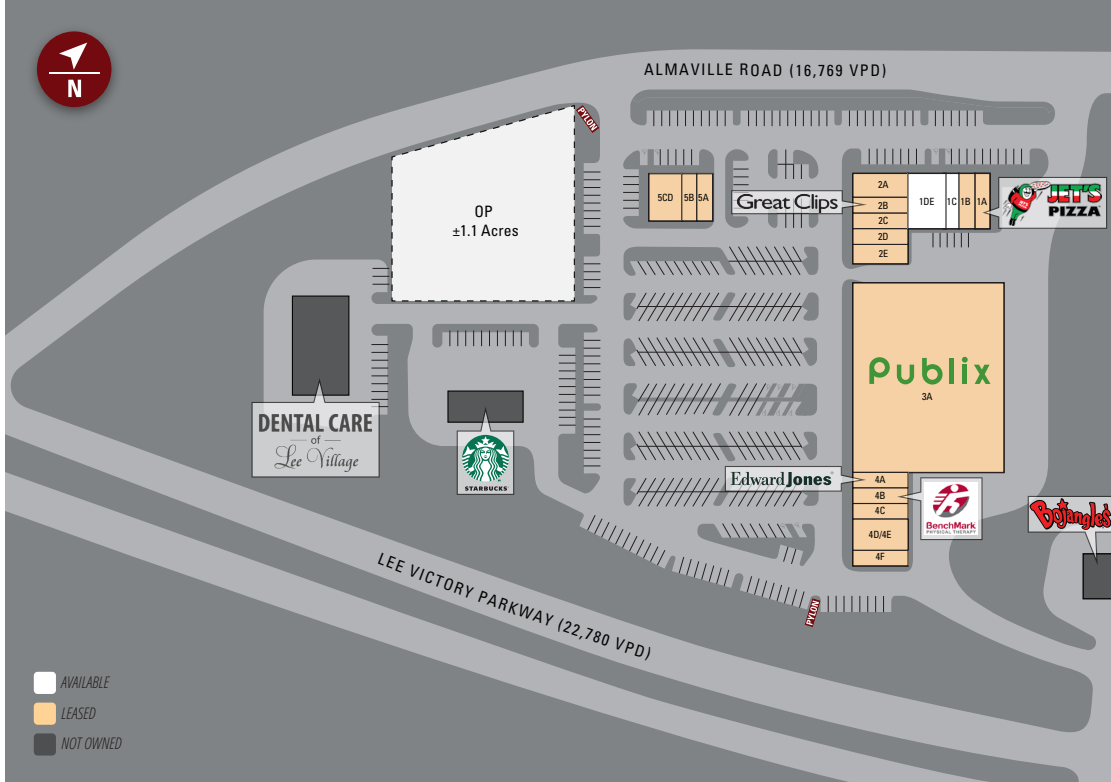 N
ALMAVILLE ROAD (16,769 VPD)
PYLON
OP
±1.1 Acres
5CD
5B
5A
Great Clips
2A
2B
2C
2D
2E
1DE
1C
1B
1A
JET'S
PIZZA
Publix
3A
DENTAL CARE
of
Lee Village
STARBUCKS
Edward Jones
4A
4B
4C
4D/4E
4F
BenchMark
PHYSICAL THERAPY
Bojangles
LEE VICTORY PARKWAY (22,780 VPD)
PYLON
AVAILABLE
LEASED
NOT OWNED